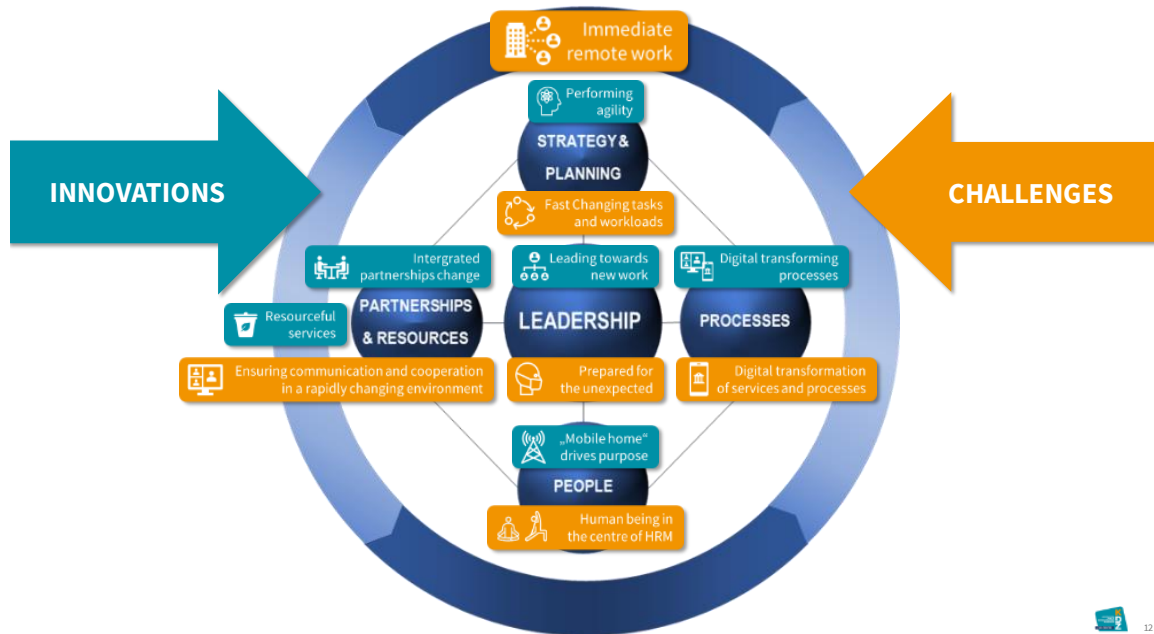 Immediate
remote work
Performing
agility
STRATEGY &
PLANNING
INNOVATIONS
CHALLENGES
Fast Changing tasks
and workloads
Intergrated
partnerships change
Leading towards
new work
Digital transforming
processes
PARTNERSHIPS
& RESOURCES
LEADERSHIP
PROCESSES
Resourceful
services
Ensuring communication and cooperation
in a rapidly changing environment
Prepared for
the unexpected
Digital transformation
of services and processes
„Mobile home“
drives purpose
PEOPLE
Human being in
the centre of HRM
12